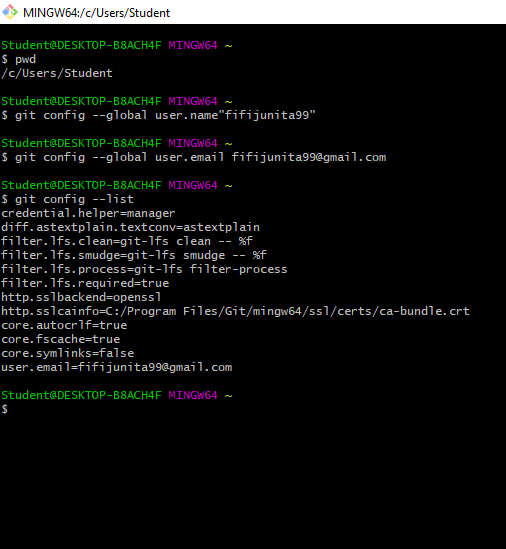 MINGW64:/c/Users/Student
Student@DESKTOP-B8ACH4F MINGW64 ~
$ pwd
/c/Users/Student
Student@DESKTOP-B8ACH4F MINGW64 ~
$ git config --global user.name"fifijunita99"
Student@DESKTOP-B8ACH4F MINGW64 ~
$ git config --global user.email fifijunita99@gmail.com
Student@DESKTOP-B8ACH4F MINGW64 ~
$ git config --list
credential.helper=manager
diff.astextplain.textconv=astextplain
filter.lfs.clean=git-lfs clean -- %f
filter.lfs.smudge=git-lfs smudge -- %f
filter.lfs.process=git-lfs filter-process
filter.lfs.required=true
http.sslbackend=openssl
http.sslcainfo=C:/Program Files/Git/mingw64/ssl/certs/ca-bundle.crt
core.autocrlf=true
core.fscache=true
core.symlinks=false
user.email=fifijunita99@gmail.com
Student@DESKTOP-B8ACH4F MINGW64 ~
$